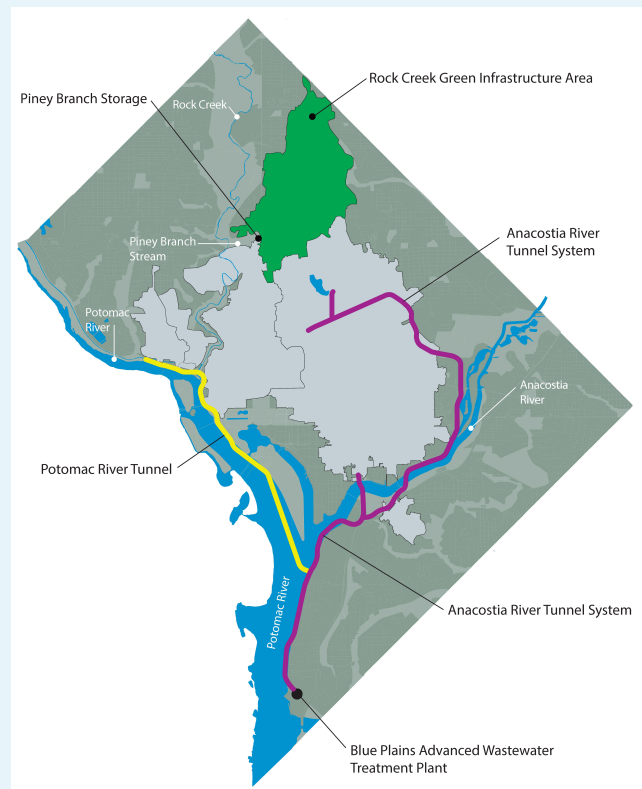 Rock Creek Green Infrastructure Area
Piney Branch Storage
Rock Creek
Anacostia River
Tunnel System
Piney Branch
Stream
Potomac
River
Anacostia
River
Potomac River Tunnel
Potomac River
Anacostia River Tunnel System
Blue Plains Advanced Wastewater
Treatment Plant